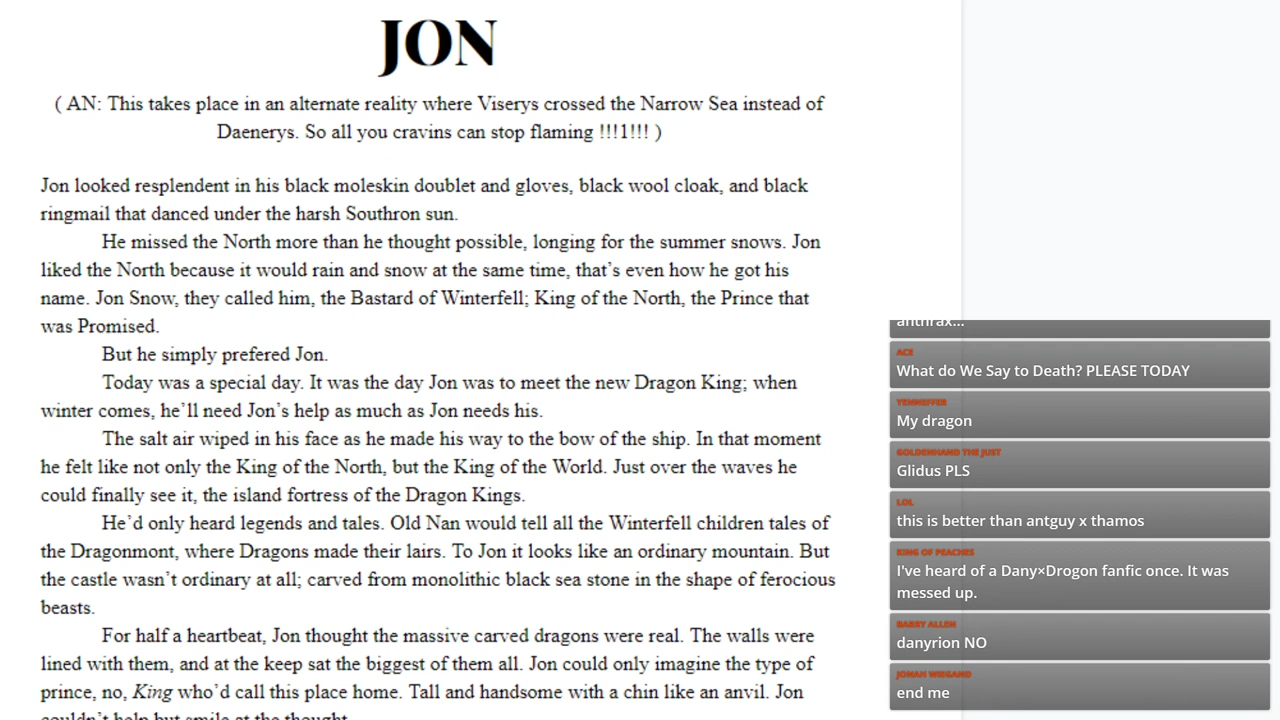 JON
( AN: This takes place in an alternate reality where Viserys crossed the Narrow Sea instead of
Daenerys. So all you cravins can stop flaming !!!1!!! )
Jon looked resplendent in his black moleskin doublet and gloves, black wool cloak, and black
ringmail that danced under the harsh Southron sun.
He missed the North more than he thought possible, longing for the summer snows. Jon
liked the North because it would rain and snow at the same time, that’s even how he got his
name. Jon Snow, they called him, the Bastard of Winterfell; King of the North, the Prince that
was Promised.
But he simply prefered Jon.
Today was a special day. It was the day Jon was to meet the new Dragon King; when
winter comes, he’ll need Jon’s help as much as Jon needs his.
The salt air wiped in his face as he made his way to the bow of the ship. In that moment
he felt like not only the King of the North, but the King of the World. Just over the waves he
could finally see it, the island fortress of the Dragon Kings.
He’d only heard legends and tales. Old Nan would tell all the Winterfell children tales of
the Dragonmont, where Dragons made their lairs. To Jon it looks like an ordinary mountain. But
the castle wasn’t ordinary at all; carved from monolithic black sea stone in the shape of ferocious
beasts.
For half a heartbeat, Jon thought the massive carved dragons were real. The walls were
lined with them, and at the keep sat the biggest of them all. Jon could only imagine the type of
prince, no, King who’d call this place home. Tall and handsome with a chin like an anvil. Jon
couldn’t help but smile at the thought.
anthrax...
ACE
What do We Say to Death? PLEASE TODAY
YENNEFFER
My dragon
GOLDENHAND THE JUST
Glidus PLS
LOL
this is better than antguy x thamos
KING OF PEACHES
I've heard of a Dany×Drogon fanfic once. It was
messed up.
BARRY ALLEN
danyrion NO
JONAH WIEGAND
end me